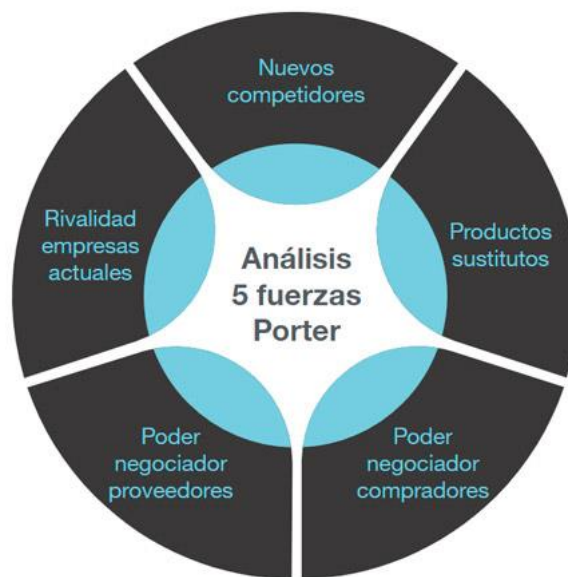 Nuevos
competidores
Rivalidad
empresas
actuales
Productos
sustitutos
Análisis
5 fuerzas
Porter
Poder
negociador
proveedores
Poder
negociador
compradores